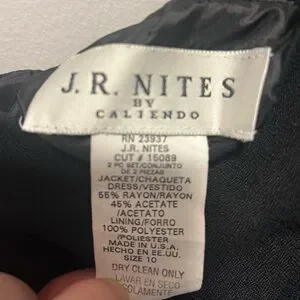 J.R. NITES
BY
CALIENDO
RN 23937
J.R. NITES
CUT # 15089
2 PC SET/CONJUNTO
DE 2 PIEZAS
JACKET/CHAQUETA
DRESS/VESTIDO
55% RAYON/RAYON
45% ACETATE
/ACETATO
LINING/FORRO
100% POLYESTER
/POLIESTER
MADE IN U.S.A.
HECHO EN EE.UU.
SIZE 10
DRY CLEAN ONLY
LAVAR EN SECO
SOLAMENTE